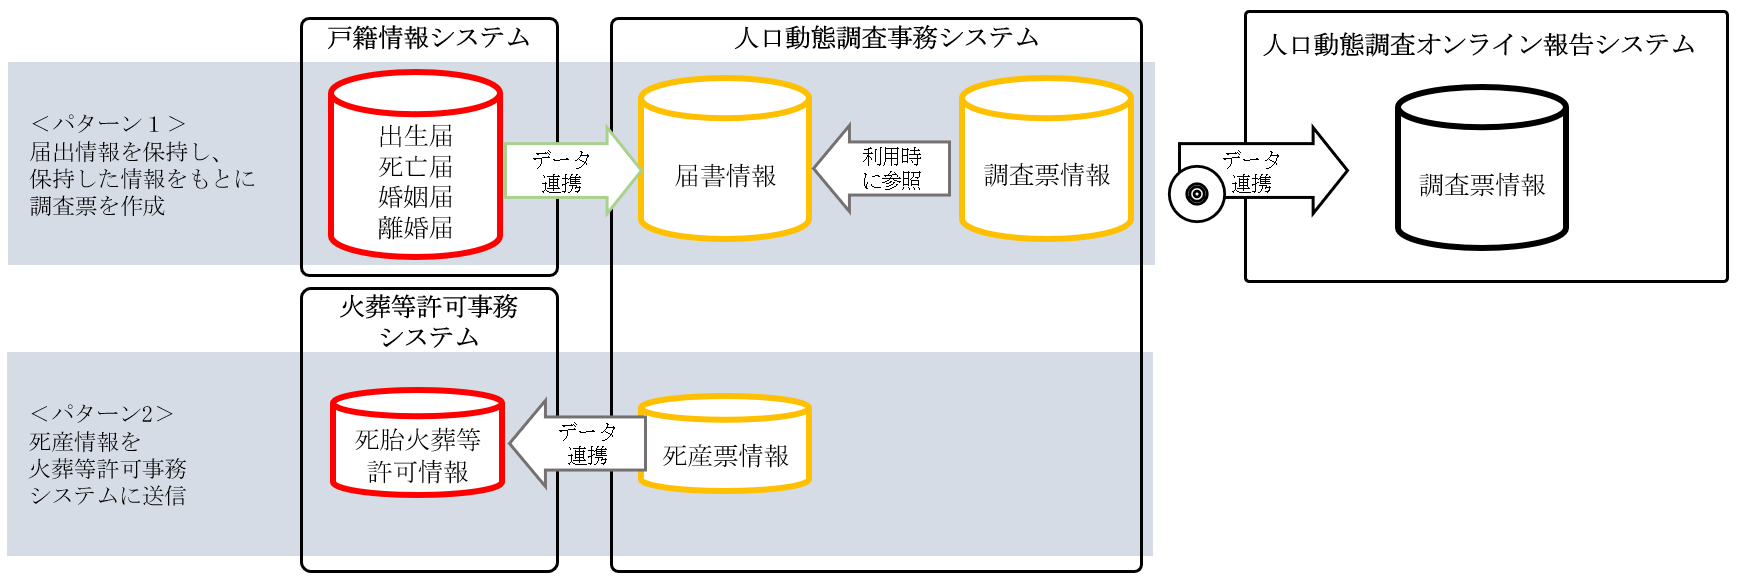 戸籍情報システム
人口動態調査事務システム
人口動態調査オンライン報告システム
＜パターン１＞
届出情報を保持し、
保持した情報をもとに
調査票を作成
出生届
死亡届
婚姻届
離婚届
データ
連携
届書情報
利用時
に参照
調査票情報
データ
連携
調査票情報
火葬等許可事務
システム
＜パターン2＞
死産情報を
火葬等許可事務
システムに送信
死胎火葬等
許可情報
データ
連携
死産票情報